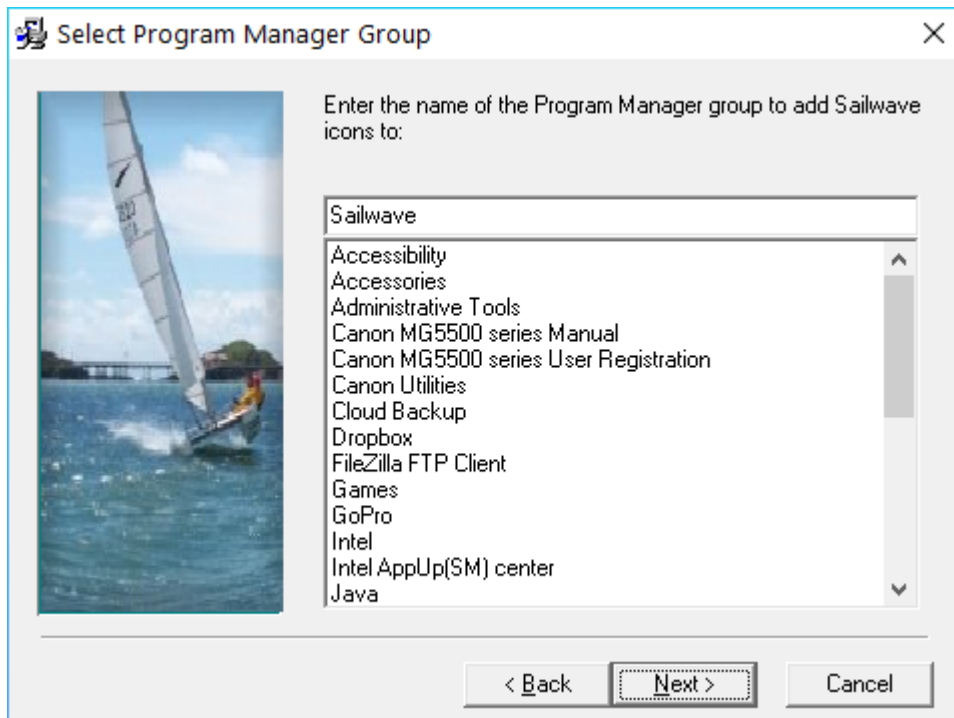 Select Program Manager Group
Enter the name of the Program Manager group to add Sailwave
icons to:
Sailwave
Accessibility
Accessories
Administrative Tools
Canon MG5500 series Manual
Canon MG5500 series User Registration
Canon Utilities
Cloud Backup
Dropbox
FileZilla FTP Client
Games
GoPro
Intel
Intel AppUp(SM) center
Java
< Back
Next >
Cancel